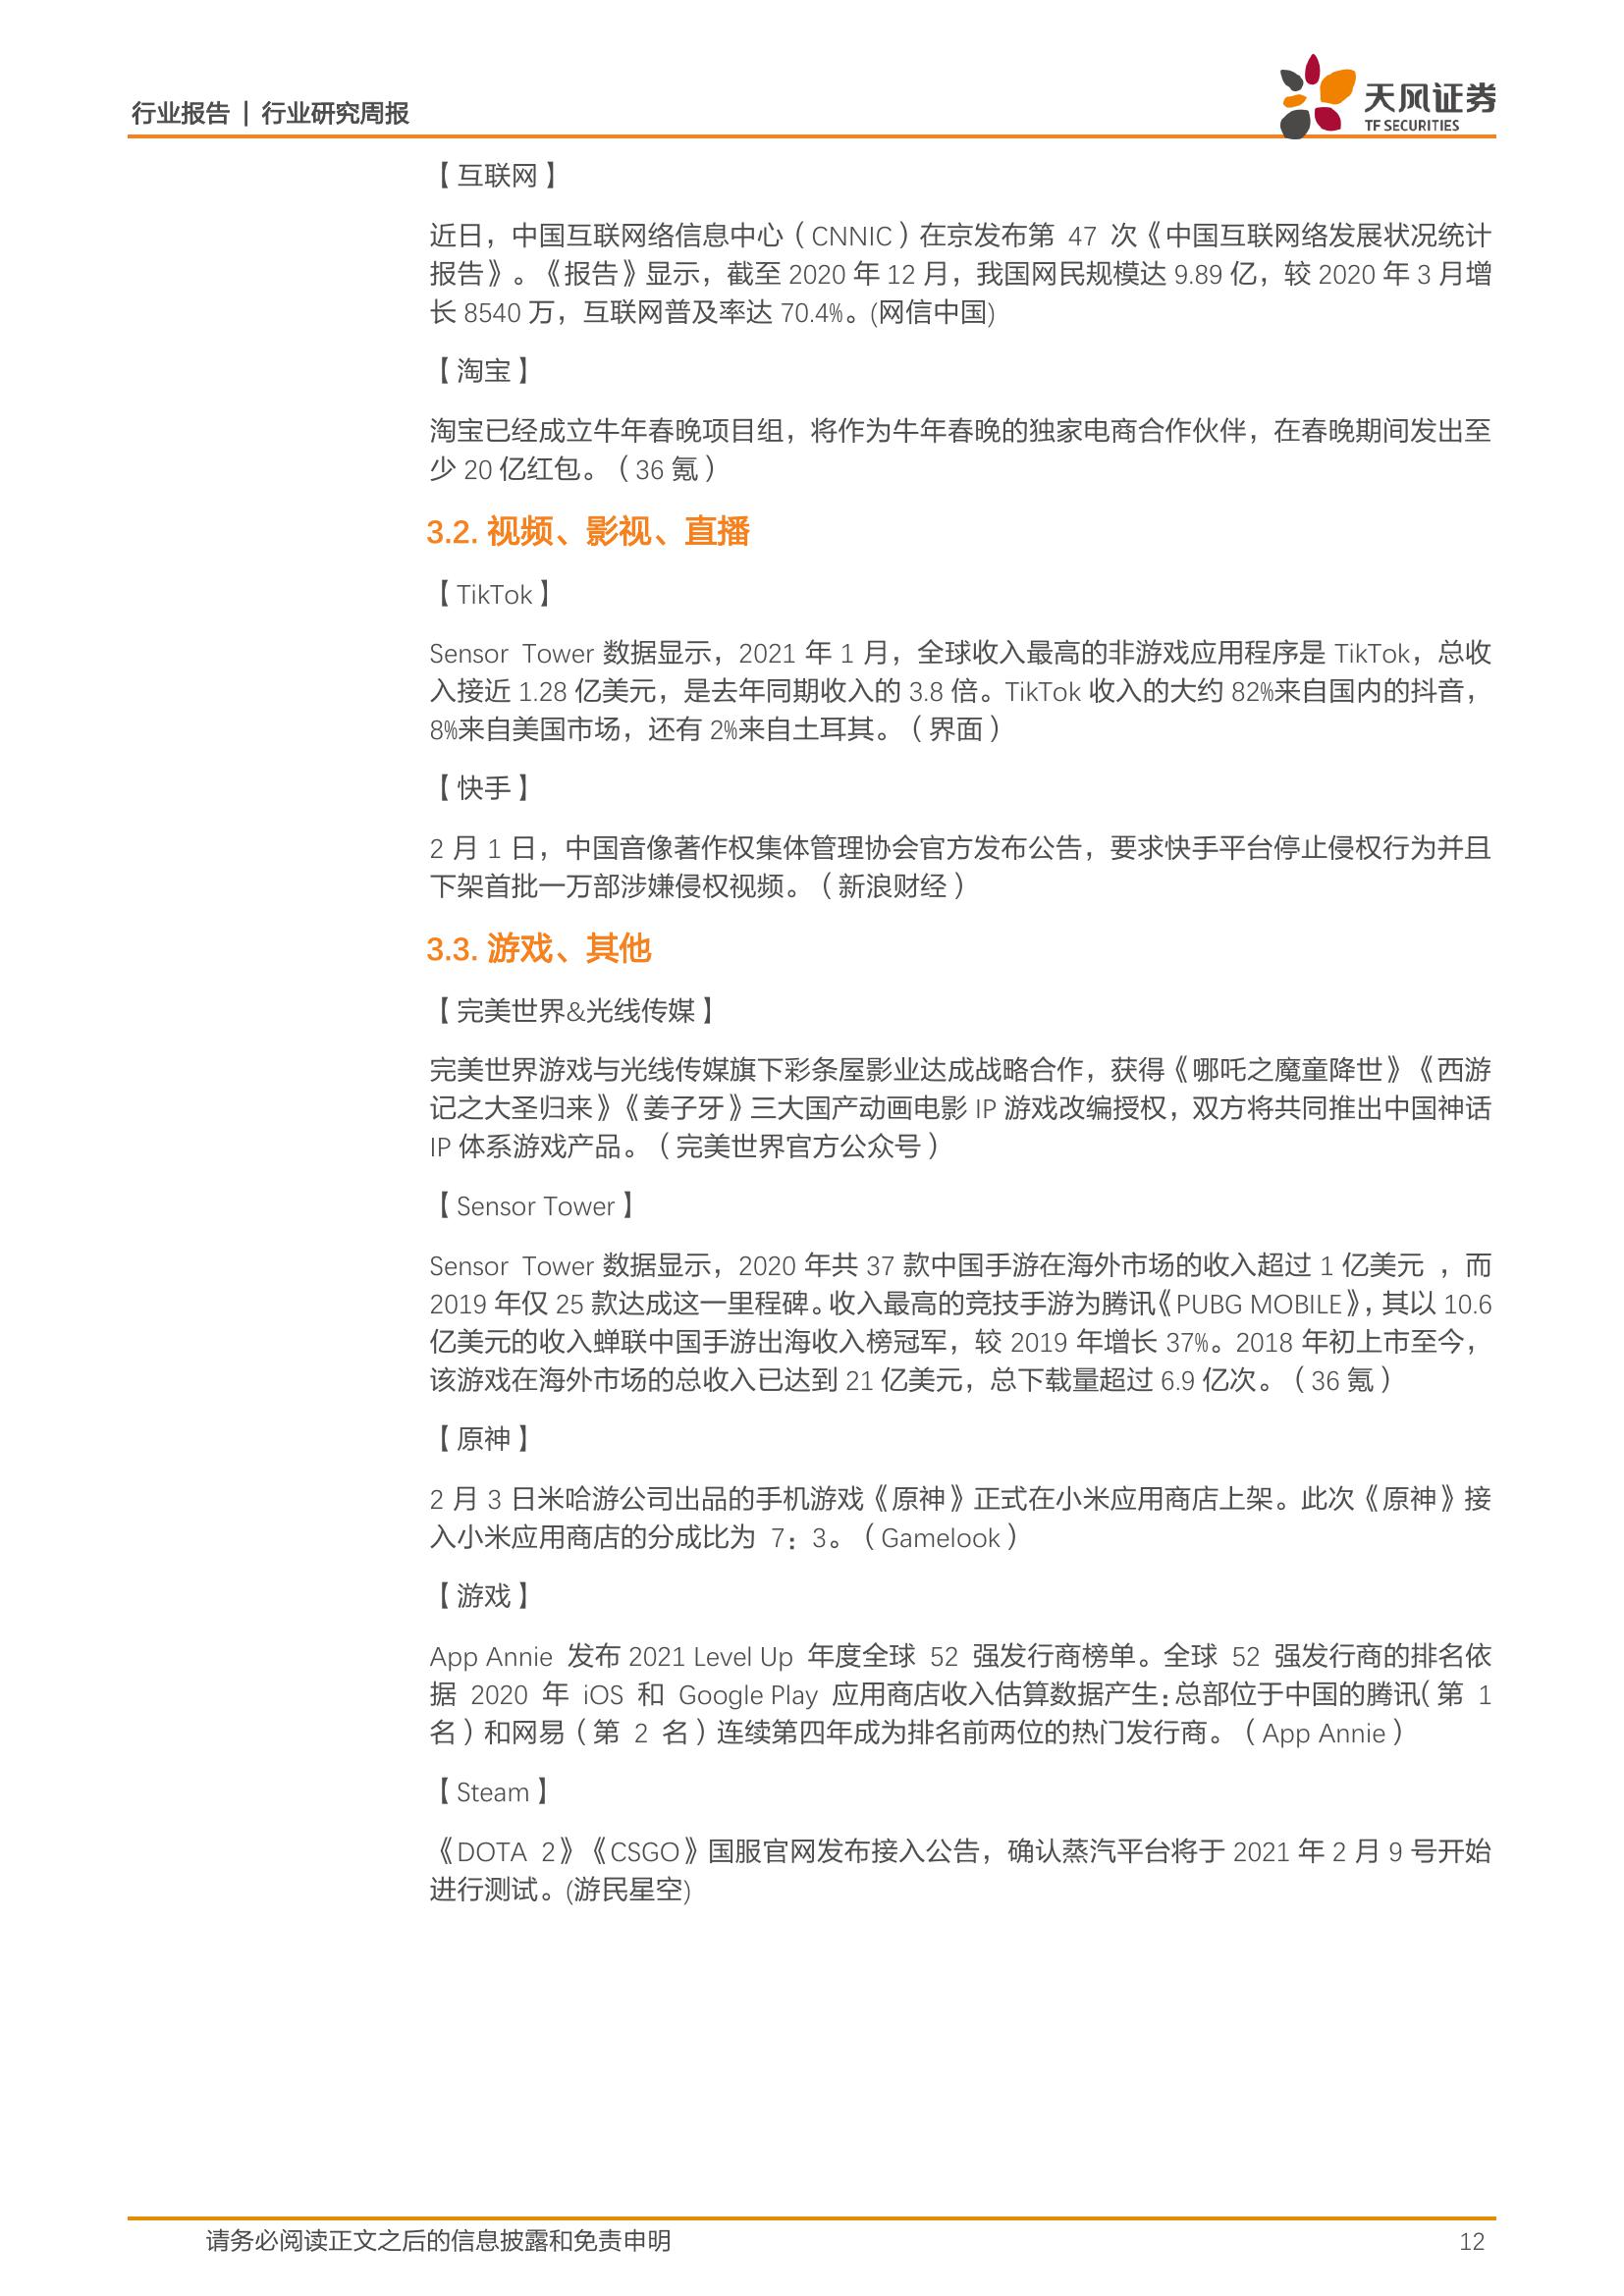 行业报告 | 行业研究周报
天风证券
TF SECURITIES
【互联网】
近日，中国互联网络信息中心（CNNIC）在京发布第 47 次《中国互联网络发展状况统计
报告》。《报告》显示，截至 2020 年 12 月，我国网民规模达 9.89 亿，较 2020 年 3 月增
长 8540 万，互联网普及率达 70.4%。(网信中国)
【淘宝】
淘宝已经成立牛年春晚项目组，将作为牛年春晚的独家电商合作伙伴，在春晚期间发出至
少 20 亿红包。（36 氪）
3.2. 视频、影视、直播
【TikTok】
Sensor Tower 数据显示，2021 年 1 月，全球收入最高的非游戏应用程序是 TikTok，总收
入接近 1.28 亿美元，是去年同期收入的 3.8 倍。TikTok 收入的大约 82%来自国内的抖音，
8%来自美国市场，还有 2%来自土耳其。（界面）
【快手】
2 月 1 日，中国音像著作权集体管理协会官方发布公告，要求快手平台停止侵权行为并且
下架首批一万部涉嫌侵权视频。（新浪财经）
3.3. 游戏、其他
【完美世界&光线传媒】
完美世界游戏与光线传媒旗下彩条屋影业达成战略合作，获得《哪吒之魔童降世》《西游
记之大圣归来》《姜子牙》三大国产动画电影 IP 游戏改编授权，双方将共同推出中国神话
IP 体系游戏产品。（完美世界官方公众号）
【Sensor Tower】
Sensor Tower 数据显示，2020 年共 37 款中国手游在海外市场的收入超过 1 亿美元 ，而
2019 年仅 25 款达成这一里程碑。收入最高的竞技手游为腾讯《PUBG MOBILE》，其以 10.6
亿美元的收入蝉联中国手游出海收入榜冠军，较 2019 年增长 37%。2018 年初上市至今，
该游戏在海外市场的总收入已达到 21 亿美元，总下载量超过 6.9 亿次。（36 氪）
【原神】
2 月 3 日米哈游公司出品的手机游戏《原神》正式在小米应用商店上架。此次《原神》接
入小米应用商店的分成比为 7：3。（Gamelook）
【游戏】
App Annie 发布 2021 Level Up 年度全球 52 强发行商榜单。全球 52 强发行商的排名依
据 2020 年 iOS 和 Google Play 应用商店收入估算数据产生：总部位于中国的腾讯（第 1
名）和网易（第 2 名）连续第四年成为排名前两位的热门发行商。（App Annie）
【Steam】
《DOTA 2》《CSGO》国服官网发布接入公告，确认蒸汽平台将于 2021 年 2 月 9 号开始
进行测试。(游民星空)
请务必阅读正文之后的信息披露和免责申明
12